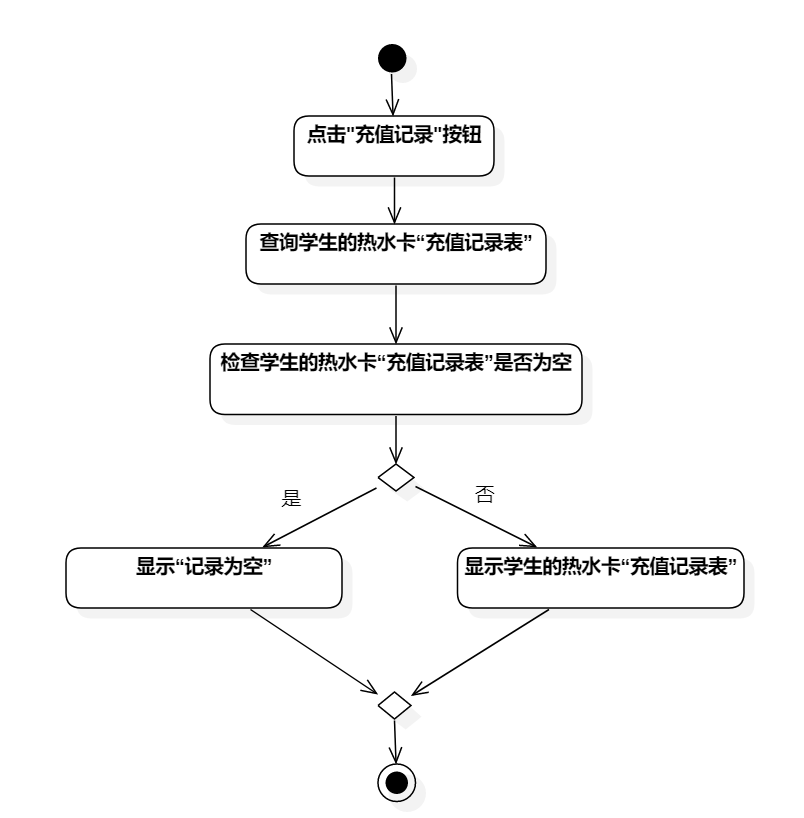 点击"充值记录"按钮
查询学生的热水卡“充值记录表”
检查学生的热水卡“充值记录表”是否为空
是
否
显示“记录为空”
显示学生的热水卡“充值记录表”